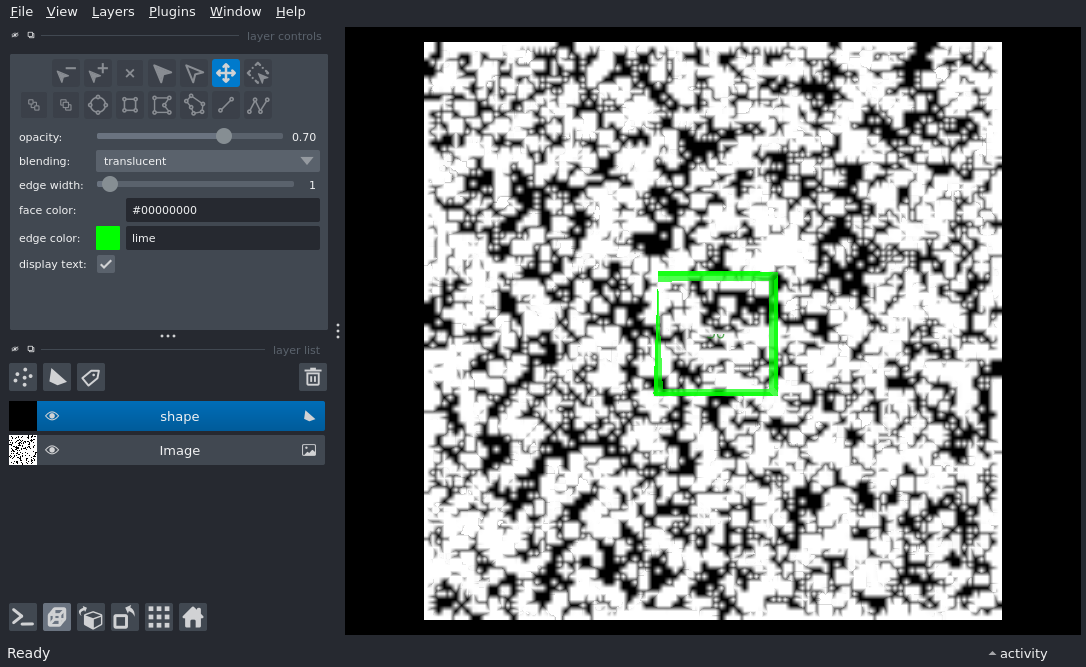 File View Layers Plugins Window Help
layer controls
opacity: 0.70
blending: translucent
edge width: 1
face color: #00000000
edge color: lime
display text:
layer list
shape
Image
Ready
activity